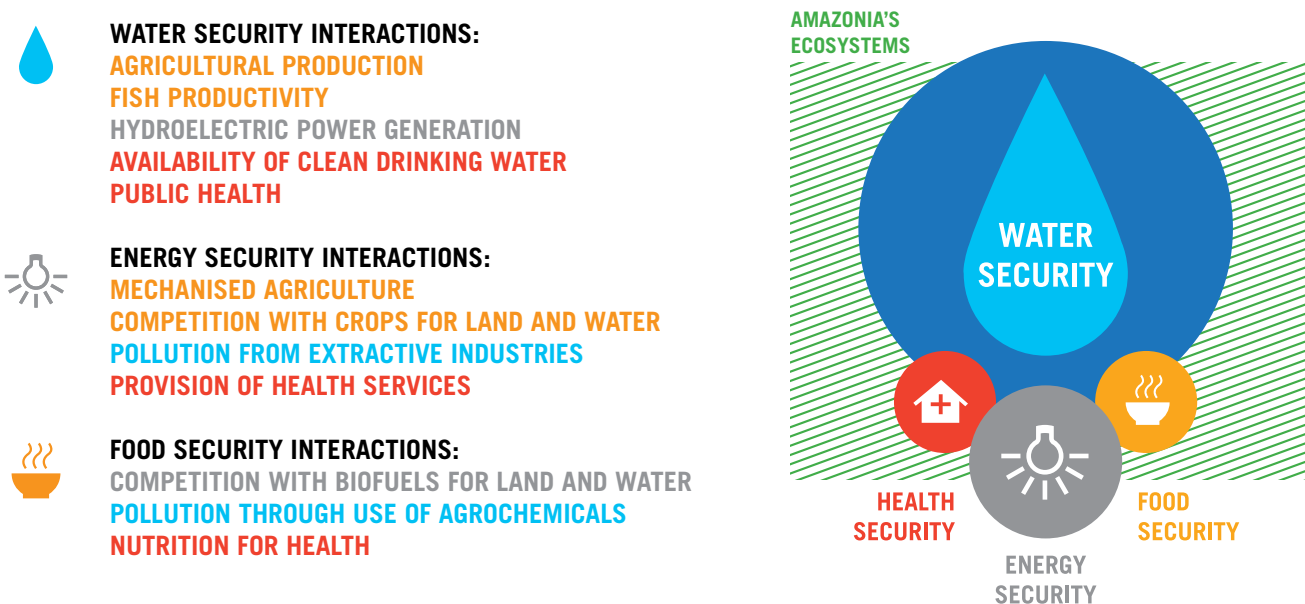 WATER SECURITY INTERACTIONS:
AGRICULTURAL PRODUCTION
FISH PRODUCTIVITY
HYDROELECTRIC POWER GENERATION
AVAILABILITY OF CLEAN DRINKING WATER
PUBLIC HEALTH
ENERGY SECURITY INTERACTIONS:
MECHANISED AGRICULTURE
COMPETITION WITH CROPS FOR LAND AND WATER
POLLUTION FROM EXTRACTIVE INDUSTRIES
PROVISION OF HEALTH SERVICES
FOOD SECURITY INTERACTIONS:
COMPETITION WITH BIOFUELS FOR LAND AND WATER
POLLUTION THROUGH USE OF AGROCHEMICALS
NUTRITION FOR HEALTH
AMAZONIA'S
ECOSYSTEMS
WATER
SECURITY
HEALTH
SECURITY
ENERGY
SECURITY
FOOD
SECURITY